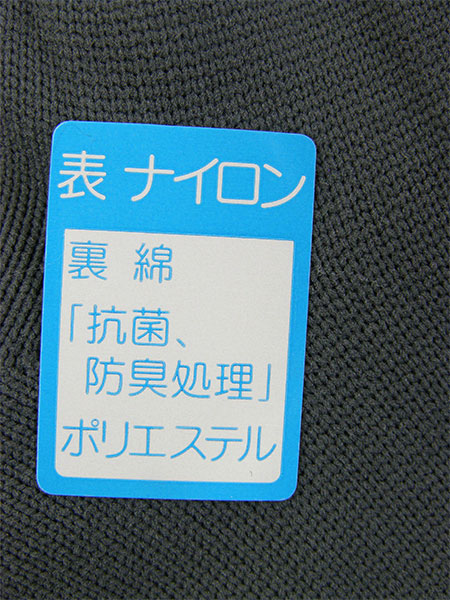 表 ナイロン
裏 綿
「抗菌、
防臭処理」
ポリエステル